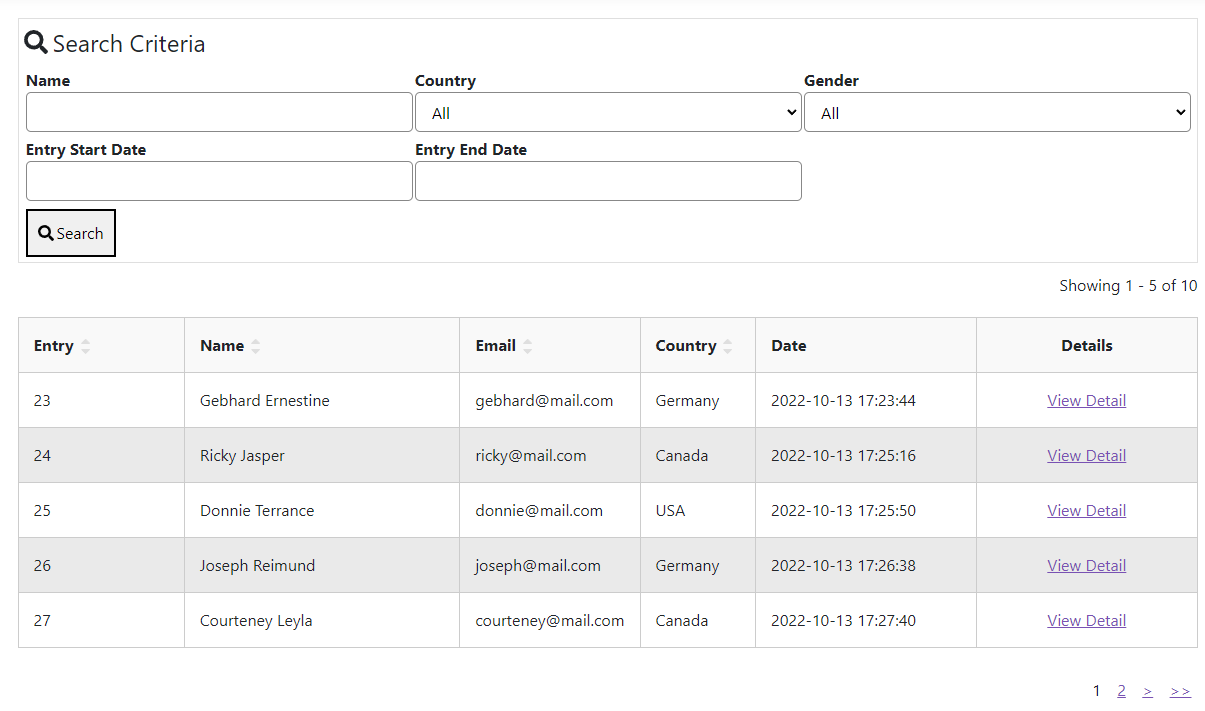 Search Criteria
Name Country Gender
All All
Entry Start Date Entry End Date
Search
Showing 1 - 5 of 10
Entry Name Email Country Date Details
23 Gebhard Ernestine gebhard@mail.com Germany 2022-10-13 17:23:44 View Detail
24 Ricky Jasper ricky@mail.com Canada 2022-10-13 17:25:16 View Detail
25 Donnie Terrance donnie@mail.com USA 2022-10-13 17:25:50 View Detail
26 Joseph Reimund joseph@mail.com Germany 2022-10-13 17:26:38 View Detail
27 Courteney Leyla courteney@mail.com Canada 2022-10-13 17:27:40 View Detail
1 2 > >>